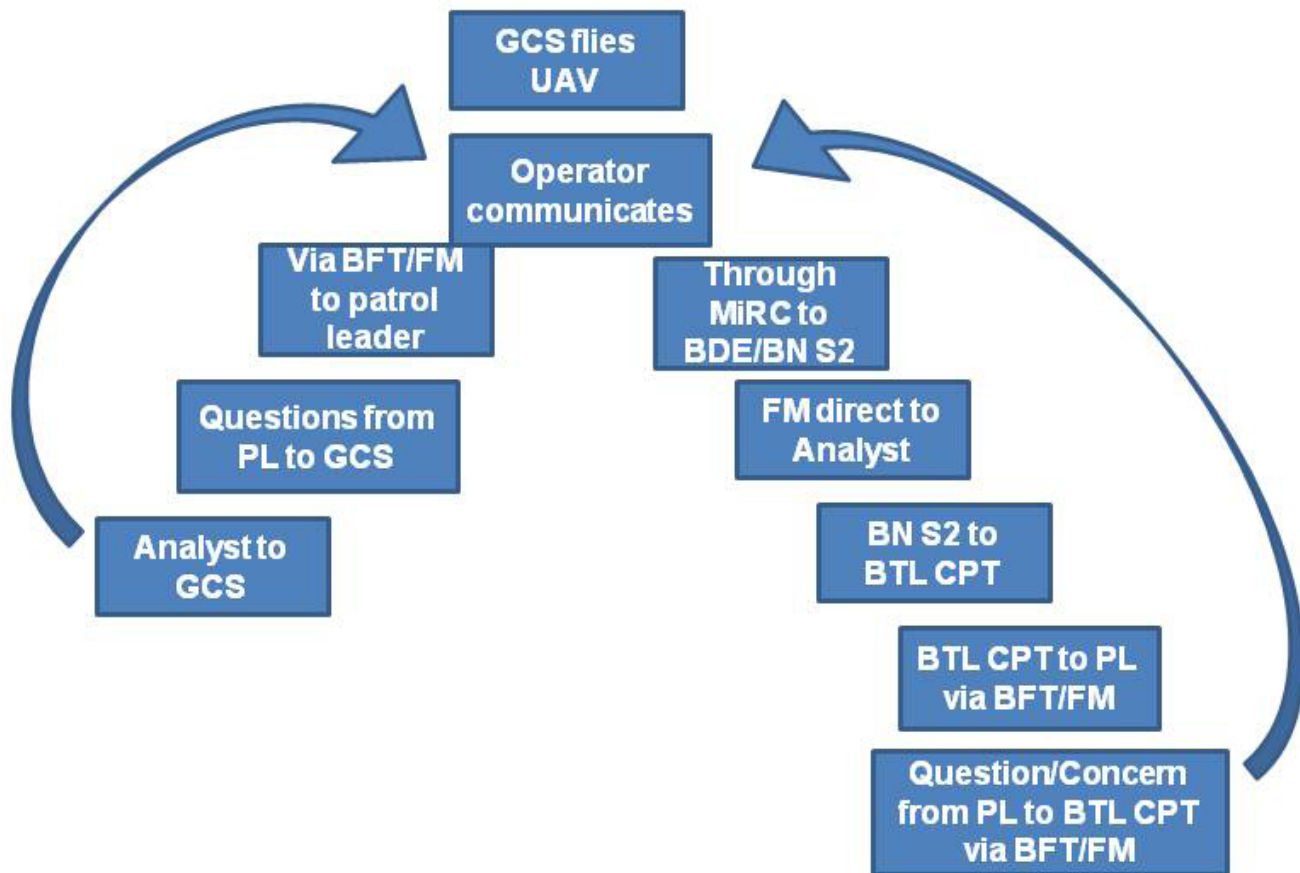 GCS flies
UAV
Operator
communicates
Via BFT/FM
to patrol
leader
Questions from
PL to GCS
Analyst to
GCS
Through
MiRC to
BDE/BN S2
FM direct to
Analyst
BN S2 to
BTL CPT
BTL CPT to PL
via BFT/FM
Question/Concern
from PL to BTL CPT
via BFT/FM